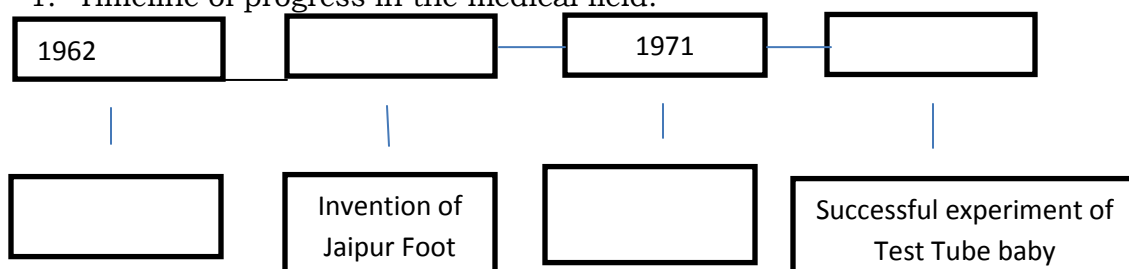 1. Timeline of progress in the medical field.
1962
1971
Invention of
Jaipur Foot
Successful experiment of
Test Tube baby